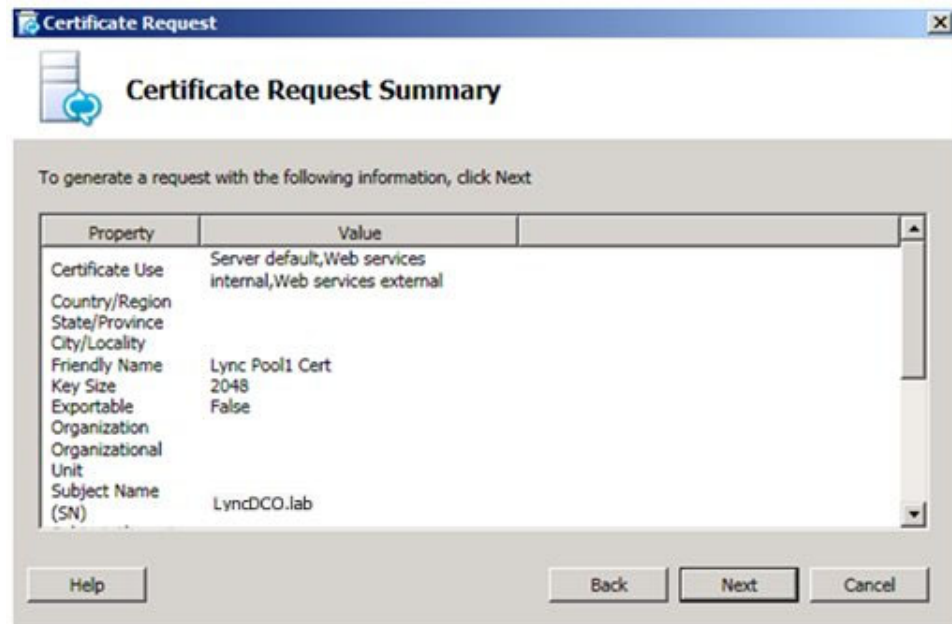 Certificate Request
Certificate Request Summary
To generate a request with the following information, click Next
Property Value
Certificate Use Server default,Web services
internal,Web services external
Country/Region
State/Province
City/Locality
Friendly Name Lync Pool1 Cert
Key Size 2048
Exportable False
Organization
Organizational
Unit
Subject Name
(SN) LyncDCO.lab
Help Back Next Cancel